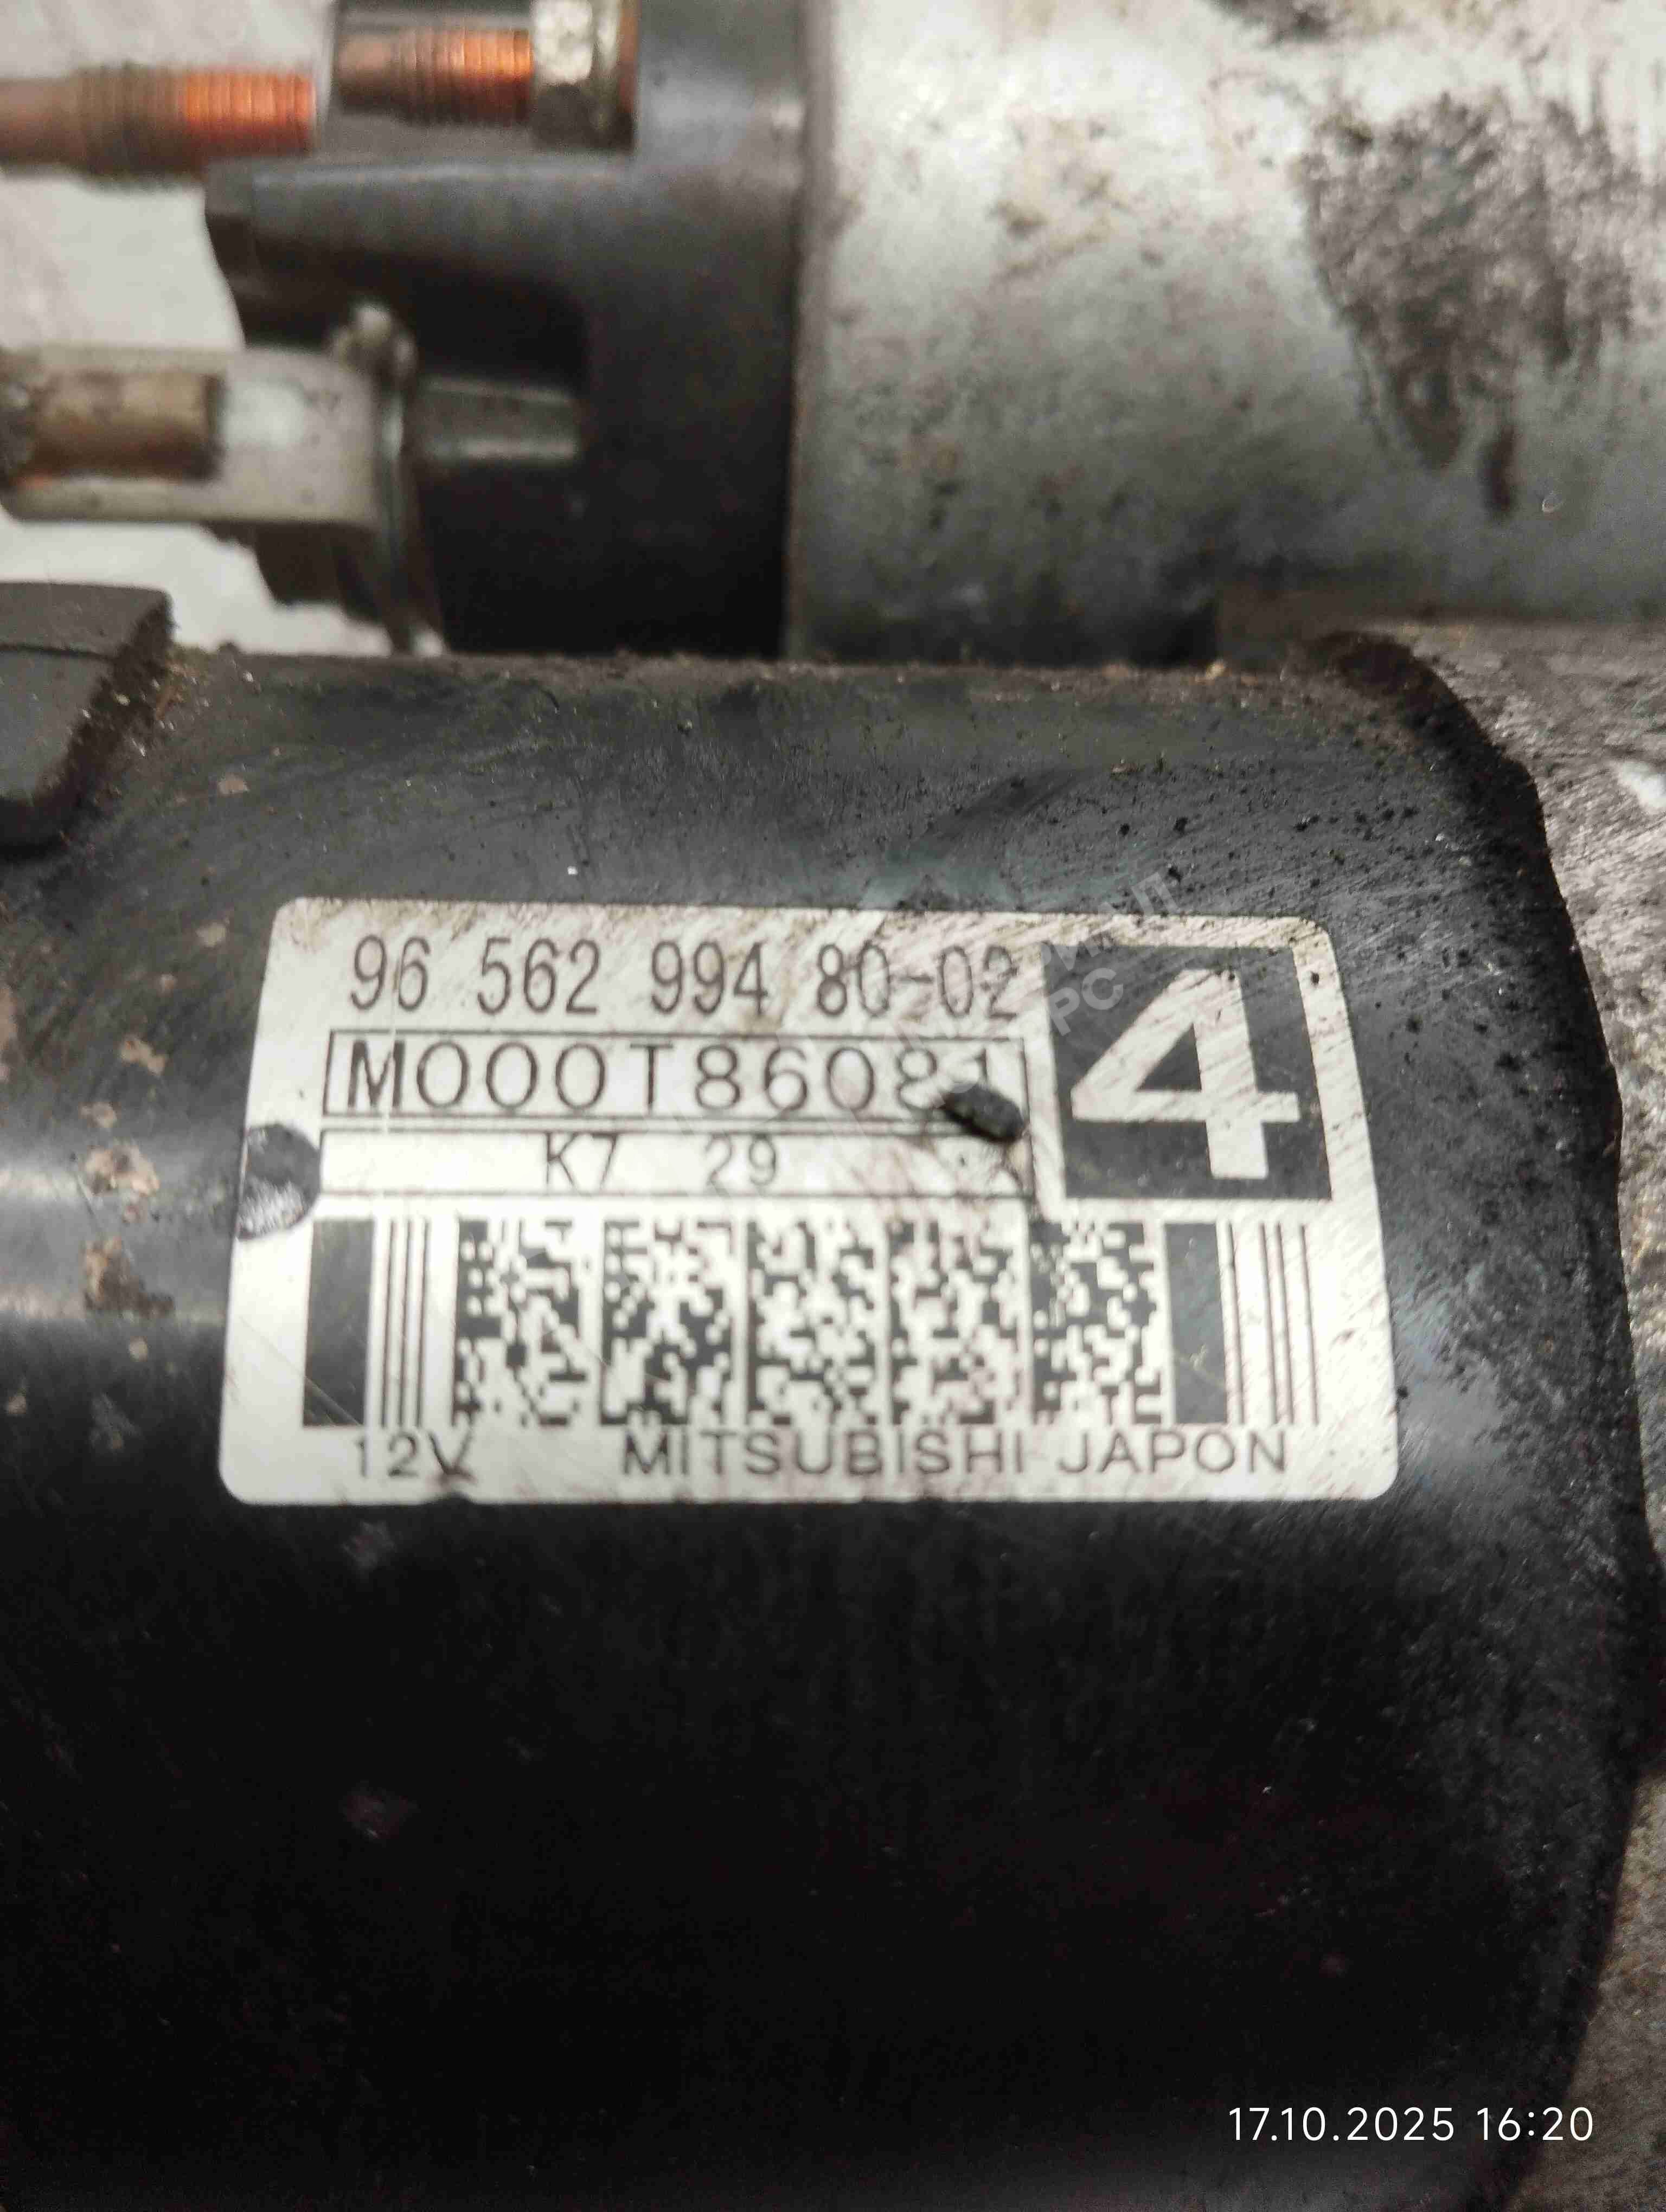 96 562 994 80-02
4
M000T86081
K7 29
12V MITSUBISHI JAPON
17.10.2025 16:20